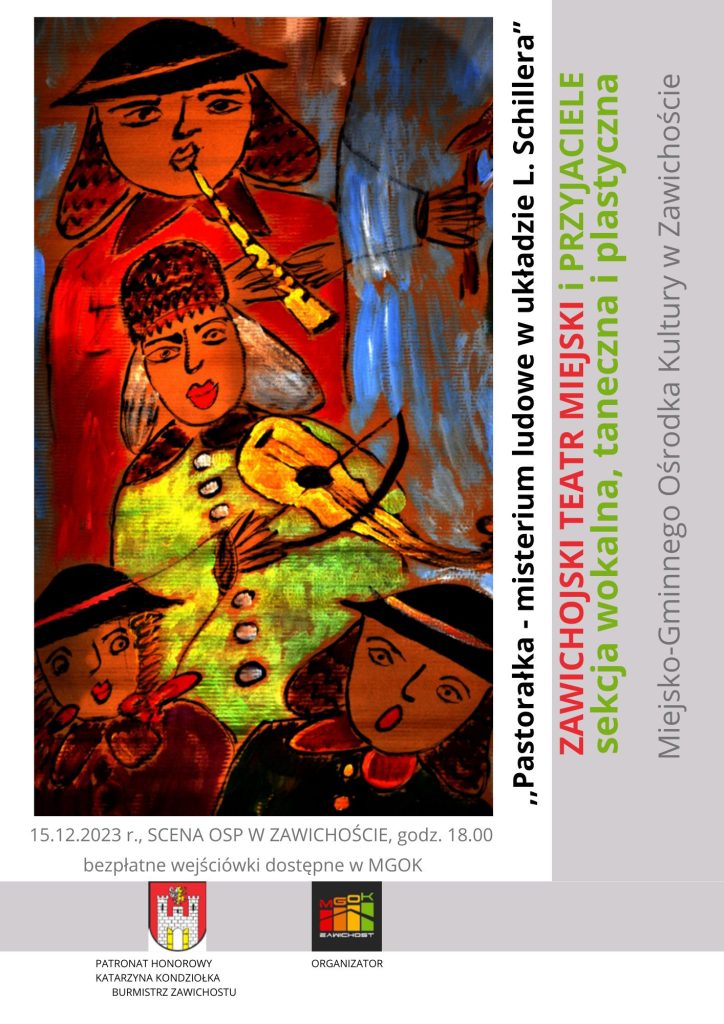 ,,Pastorałka - misterium ludowe w układzie L. Schillera”
ZAWICHOJSKI TEATR MIEJSKI i PRZYJACIELE
sekcja wokalna, taneczna i plastyczna
Miejsko-Gminnego Ośrodka Kultury w Zawichoście
15.12.2023 r., SCENA OSP W ZAWICHOŚCIE, godz. 18.00
bezpłatne wejściówki dostępne w MGOK
MGOK
ZAWICHOST
PATRONAT HONOROWY
KATARZYNA KONDZIOŁKA
BURMISTRZ ZAWICHOSTU
ORGANIZATOR